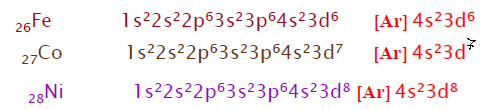 ₂₆Fe 1s²2s²2p⁶3s²3p⁶4s²3d⁶ [Ar] 4s²3d⁶
₂₇Co 1s²2s²2p⁶3s²3p⁶4s²3d⁷ [Ar] 4s²3d⁷
₂₈Ni 1s²2s²2p⁶3s²3p⁶4s²3d⁸ [Ar] 4s²3d⁸